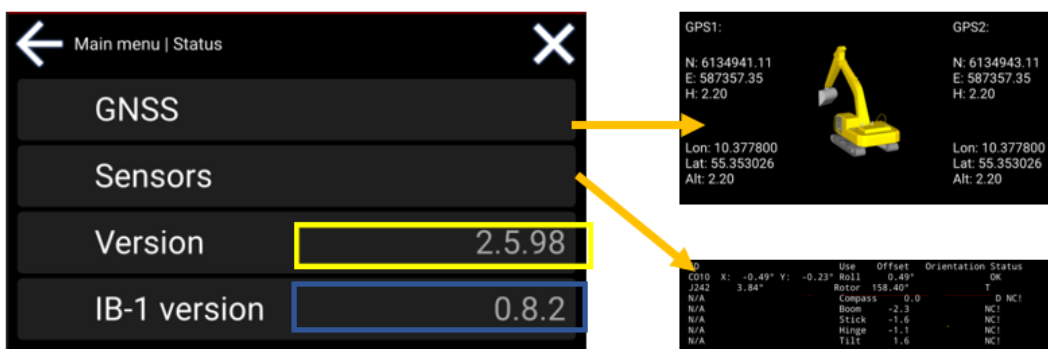 Main menu | Status
GNSS
Sensors
Version 2.5.98
IB-1 version 0.8.2
GPS1: GPS2:
N: 6134941.11 N: 6134943.11
E: 587357.35 E: 587357.35
H: 2.20 H: 2.20
Lon: 10.377800 Lon: 10.377800
Lat: 55.353026 Lat: 55.353026
Alt: 2.20 Alt: 2.20
Use Offset Orientation Status
C010 X: -0.49° Y: -0.23° Roll 0.49° OK
J242 3.84° Rotor 158.40° T
N/A Compass 0.0 D NC!
N/A Boom -2.3 NC!
N/A Stick -1.6 NC!
N/A Hinge -1.1 NC!
N/A Tilt 1.6 NC!